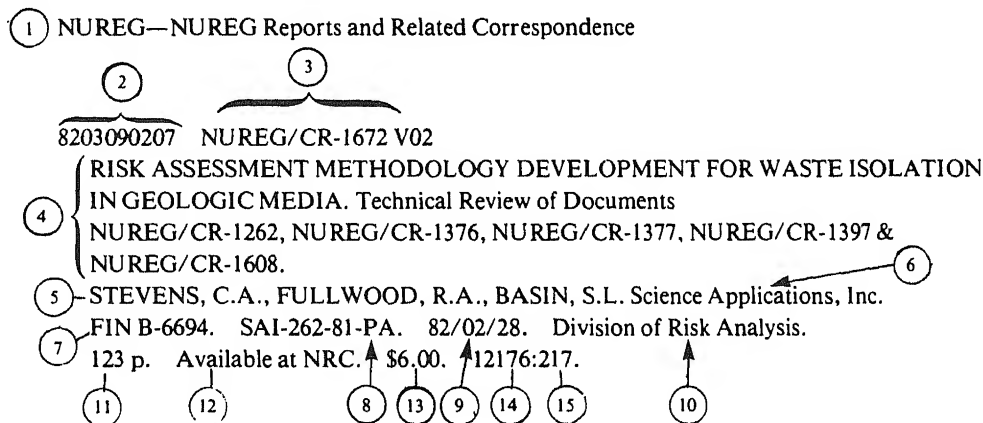 1 NUREG—NUREG Reports and Related Correspondence
2 3
8203090207 NUREG/CR-1672 V02
RISK ASSESSMENT METHODOLOGY DEVELOPMENT FOR WASTE ISOLATION
4 IN GEOLOGIC MEDIA. Technical Review of Documents
NUREG/CR-1262, NUREG/CR-1376, NUREG/CR-1377, NUREG/CR-1397 &
NUREG/CR-1608.
6
5 STEVENS, C.A., FULLWOOD, R.A., BASIN, S.L. Science Applications, Inc.
7 FIN B-6694. SAI-262-81-PA. 82/02/28. Division of Risk Analysis.
123 p. Available at NRC. $6.00. 12176:217.
11 12 8 13 9 14 15 10